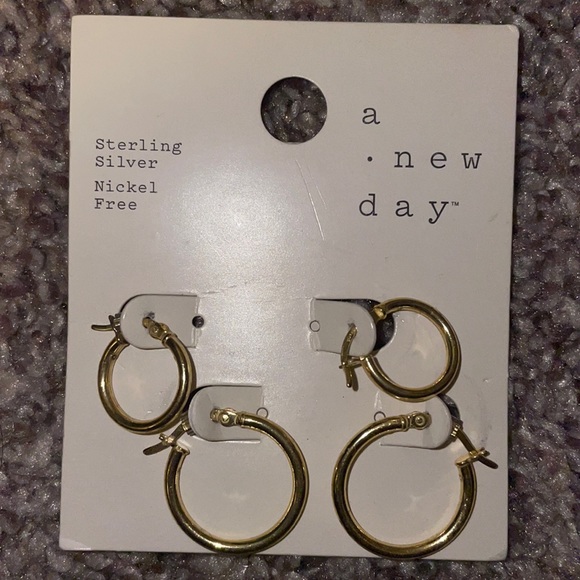 Sterling
Silver
Nickel
Free
a
· new
day™